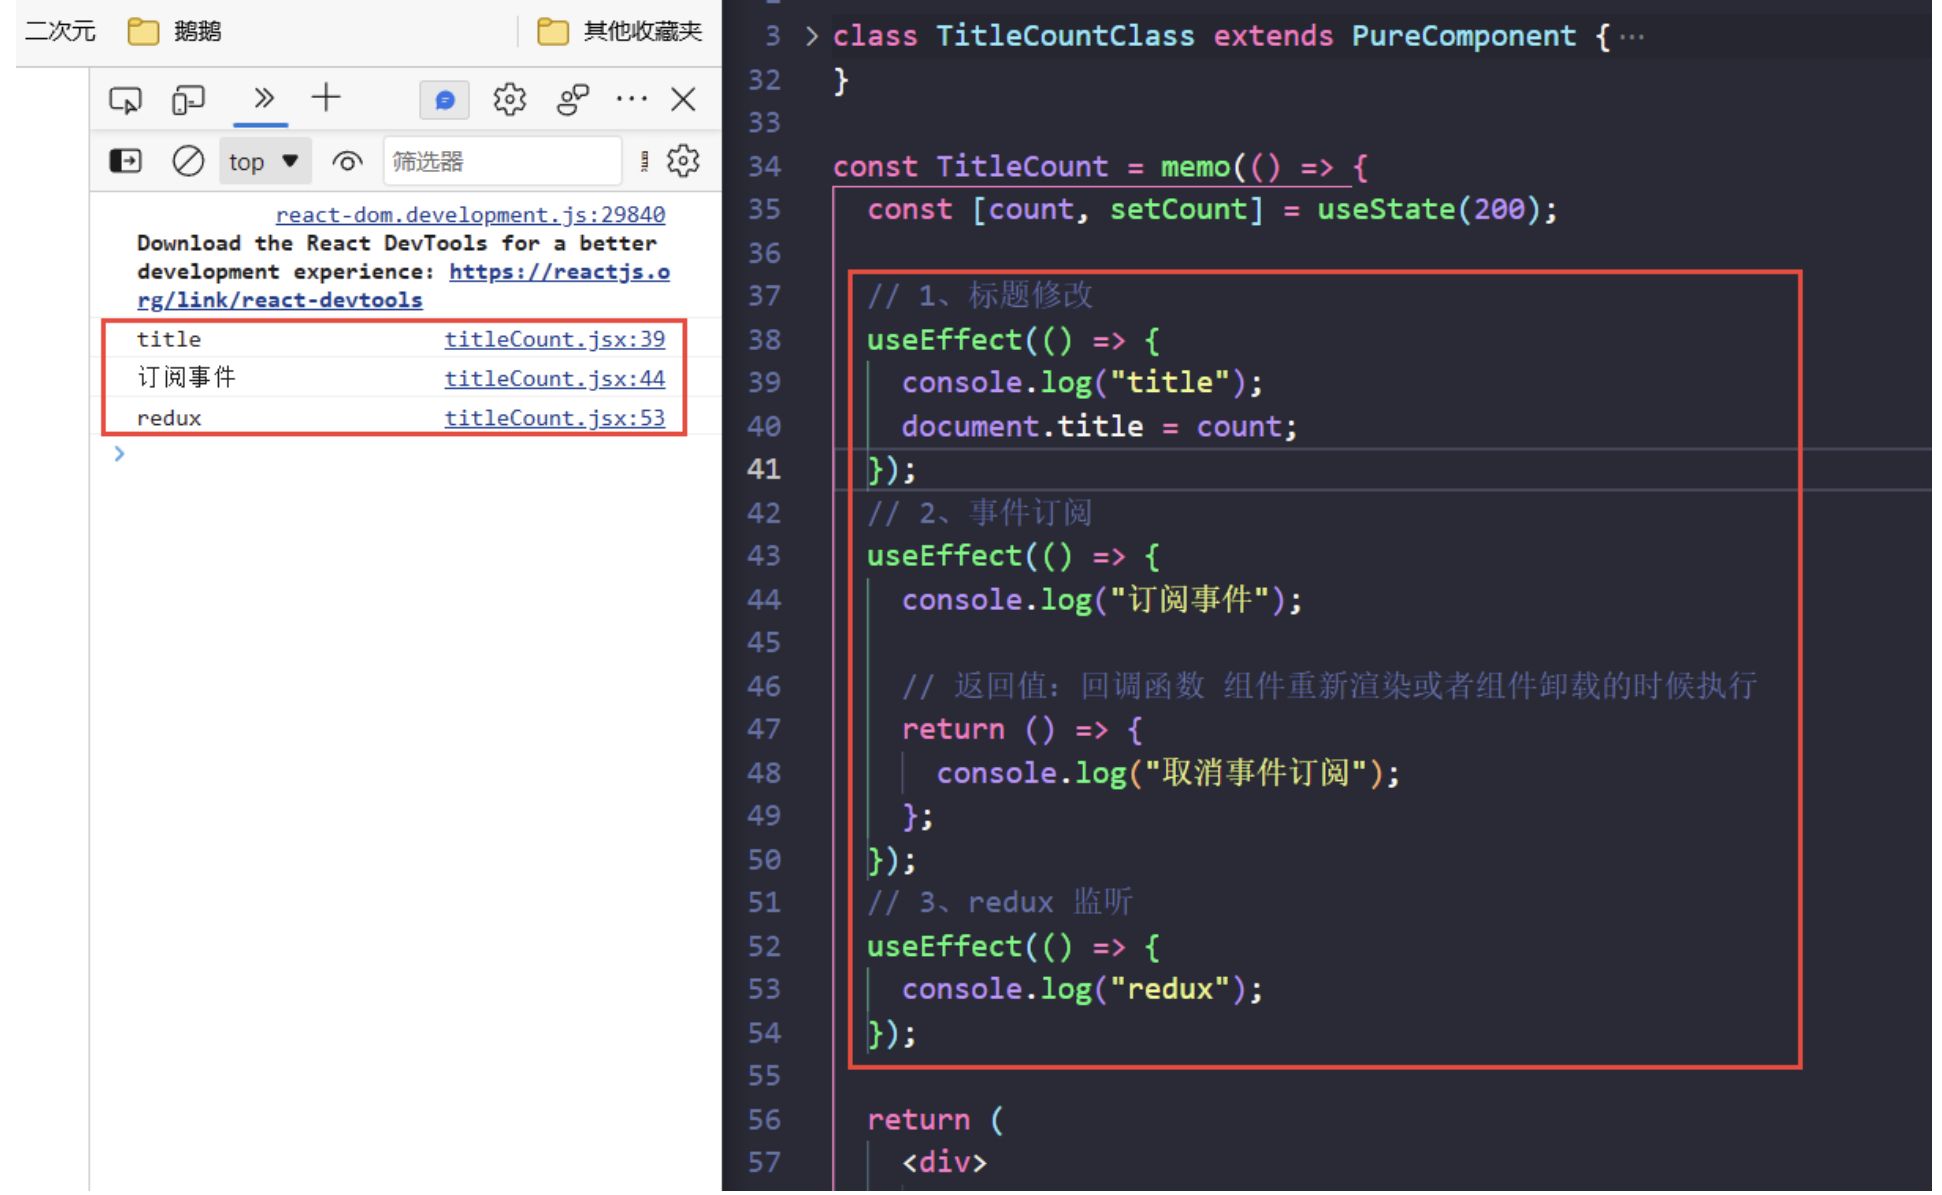 二次元 鹅鹅 其他收藏夹
top 筛选器
react-dom.development.js:29840
Download the React DevTools for a better
development experience: https://reactjs.o
rg/link/react-devtools
title titleCount.jsx:39
订阅事件 titleCount.jsx:44
redux titleCount.jsx:53
3 > class TitleCountClass extends PureComponent {···
32 }
33
34 const TitleCount = memo(() => {
35 const [count, setCount] = useState(200);
36
37 // 1、标题修改
38 useEffect(() => {
39 console.log("title");
40 document.title = count;
41 });
42 // 2、事件订阅
43 useEffect(() => {
44 console.log("订阅事件");
45
46 // 返回值: 回调函数 组件重新渲染或者组件卸载的时候执行
47 return () => {
48 console.log("取消事件订阅");
49 };
50 });
51 // 3、redux 监听
52 useEffect(() => {
53 console.log("redux");
54 });
55
56 return (
57 <div>